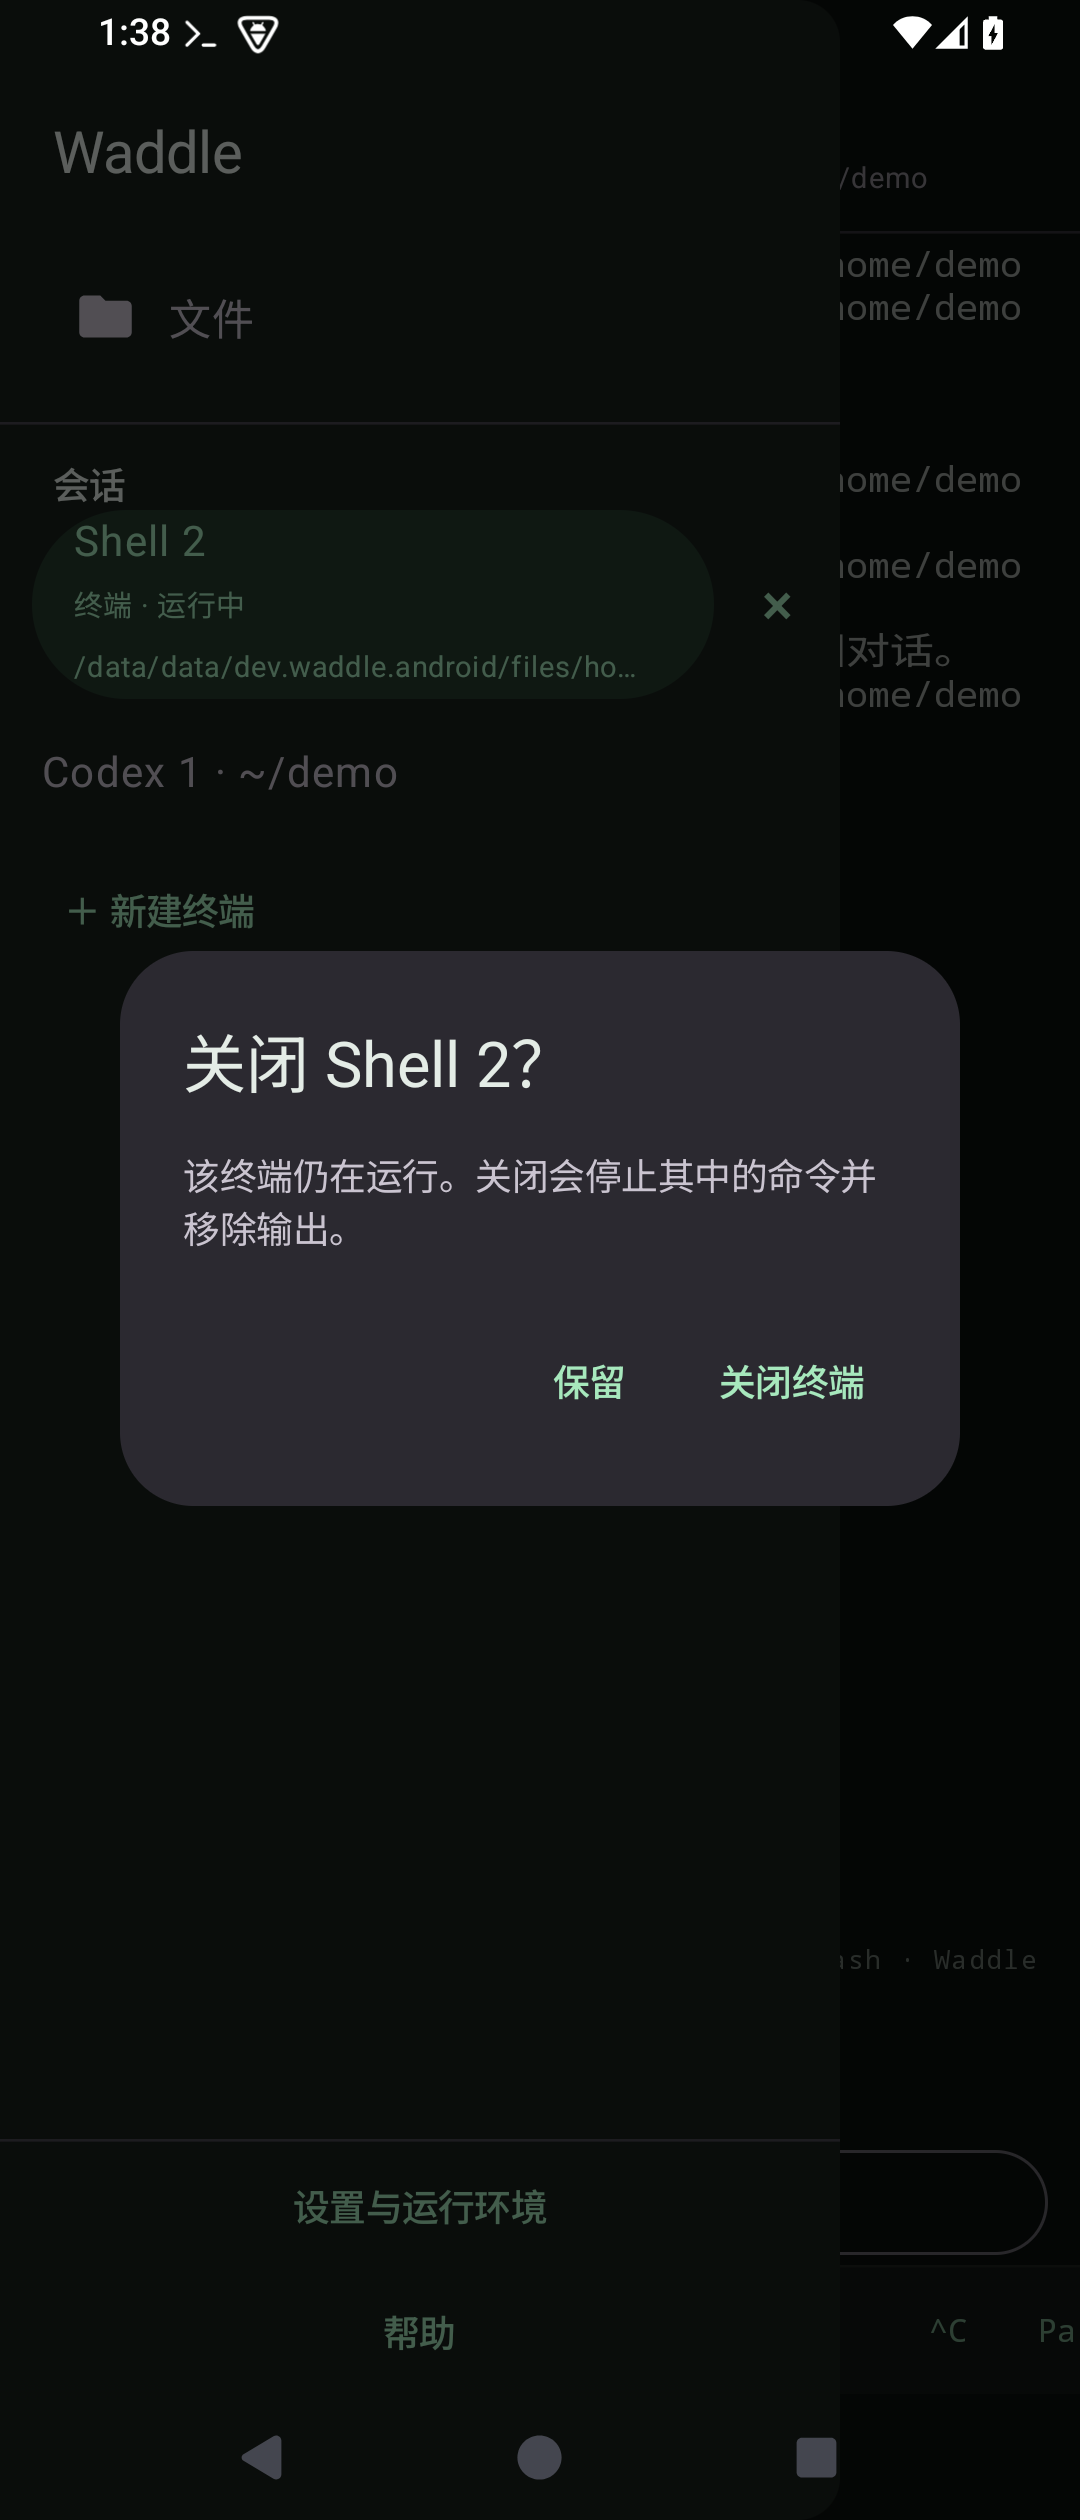 1:38
Waddle
/demo
ome/demo
ome/demo
文件
会话
ome/demo
Shell 2
ome/demo
终端 · 运行中
对话。
/data/data/dev.waddle.android/files/ho…
ome/demo
Codex 1 · ~/demo
+ 新建终端
关闭 Shell 2?
该终端仍在运行。关闭会停止其中的命令并
移除输出。
保留
关闭终端
ash · Waddle
设置与运行环境
帮助
^C
Pa